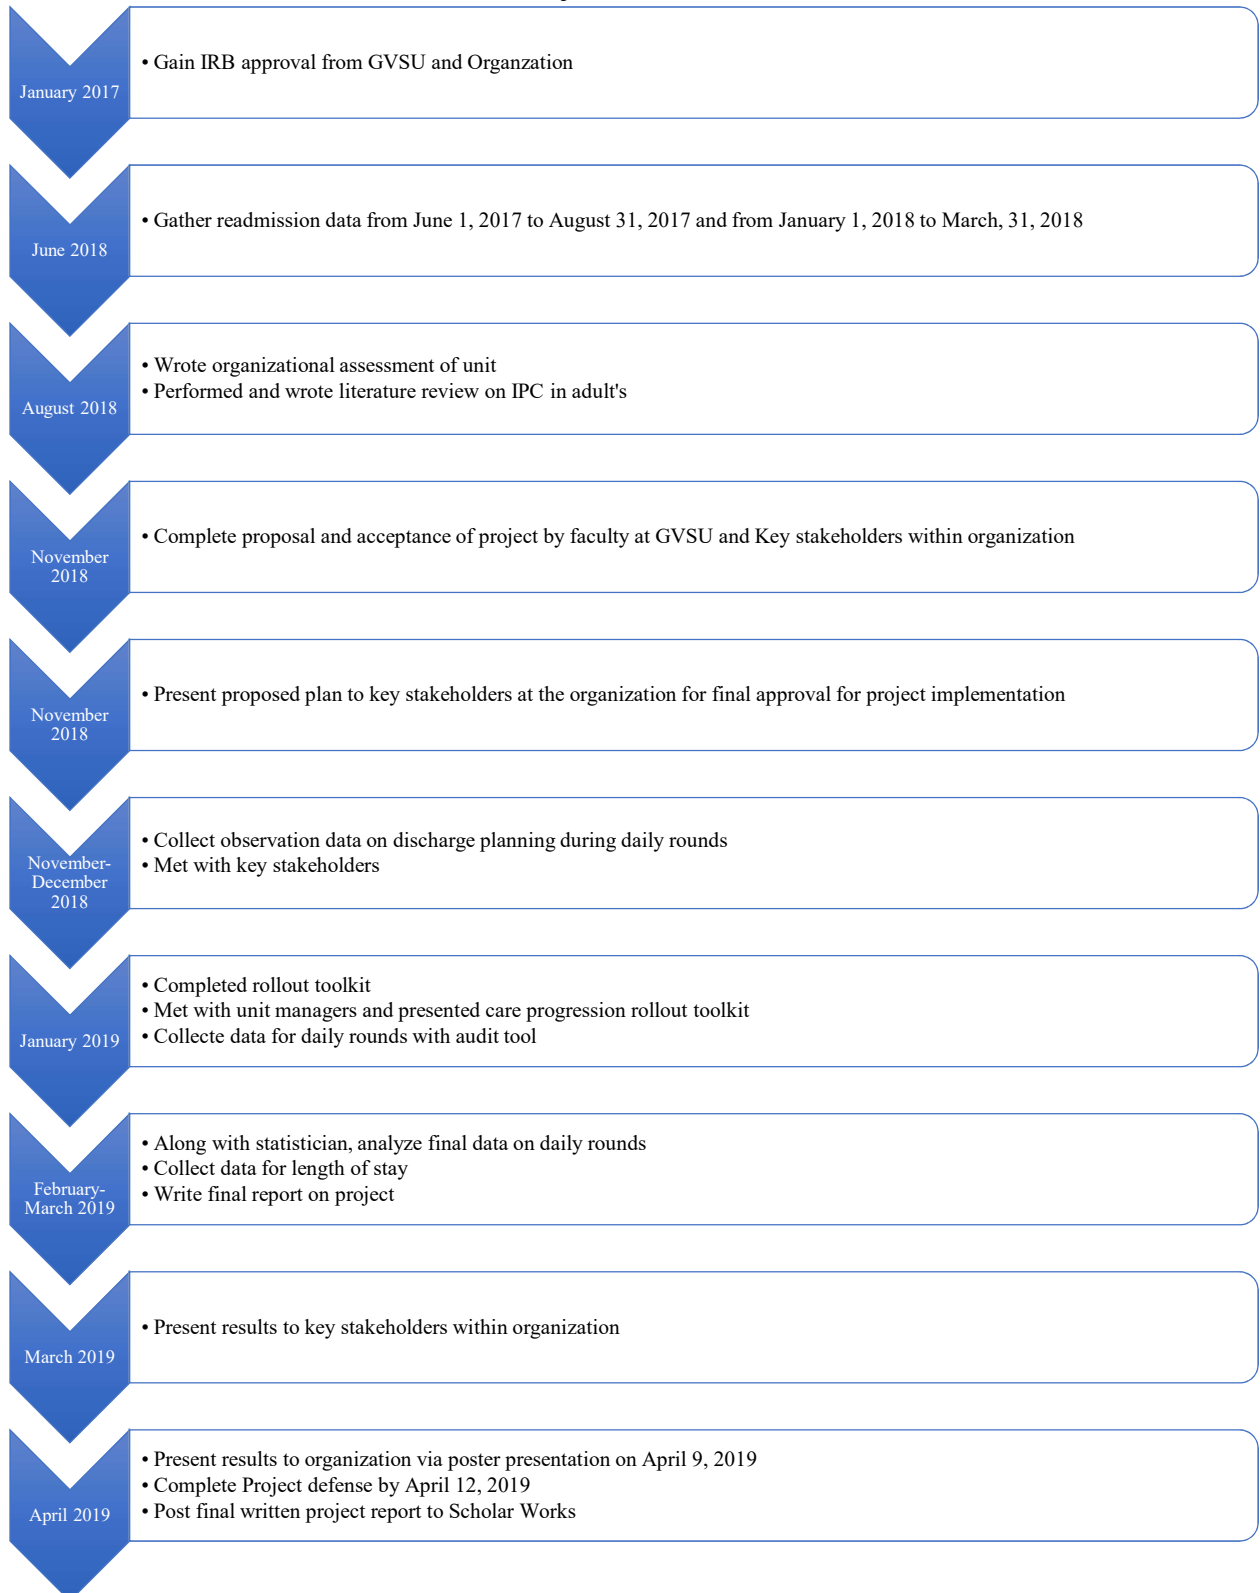 January 2017
• Gain IRB approval from GVSU and Organzation
June 2018
• Gather readmission data from June 1, 2017 to August 31, 2017 and from January 1, 2018 to March, 31, 2018
August 2018
• Wrote organizational assessment of unit
• Performed and wrote literature review on IPC in adult's
November
2018
• Complete proposal and acceptance of project by faculty at GVSU and Key stakeholders within organization
November
2018
• Present proposed plan to key stakeholders at the organization for final approval for project implementation
November-
December
2018
• Collect observation data on discharge planning during daily rounds
• Met with key stakeholders
January 2019
• Completed rollout toolkit
• Met with unit managers and presented care progression rollout toolkit
• Collecte data for daily rounds with audit tool
February-
March 2019
• Along with statistician, analyze final data on daily rounds
• Collect data for length of stay
• Write final report on project
March 2019
• Present results to key stakeholders within organization
April 2019
• Present results to organization via poster presentation on April 9, 2019
• Complete Project defense by April 12, 2019
• Post final written project report to Scholar Works